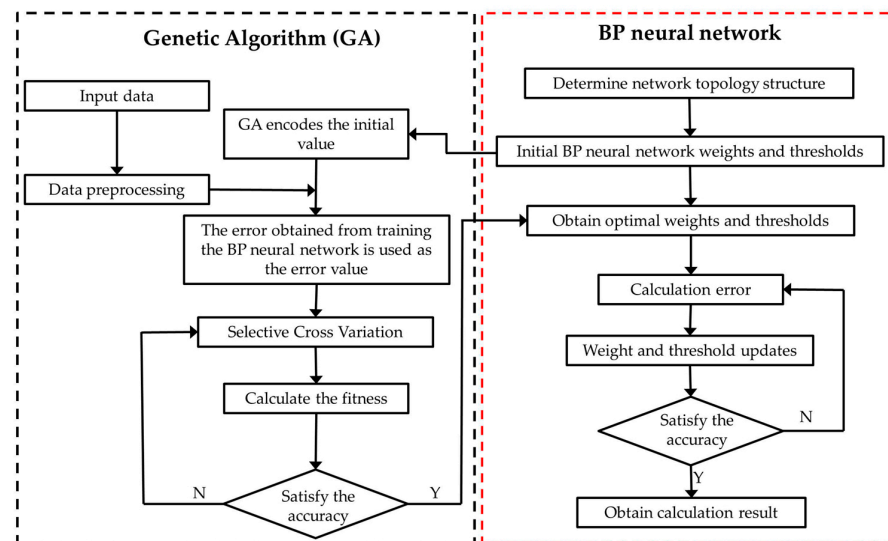 Genetic Algorithm (GA)
Input data
GA encodes the initial
value
Data preprocessing
The error obtained from training
the BP neural network is used as
the error value
Selective Cross Variation
Calculate the fitness
N
Satisfy the
accuracy
Y
BP neural network
Determine network topology structure
Initial BP neural network weights and thresholds
Obtain optimal weights and thresholds
Calculation error
Weight and threshold updates
Satisfy the
accuracy
N
Y
Obtain calculation result